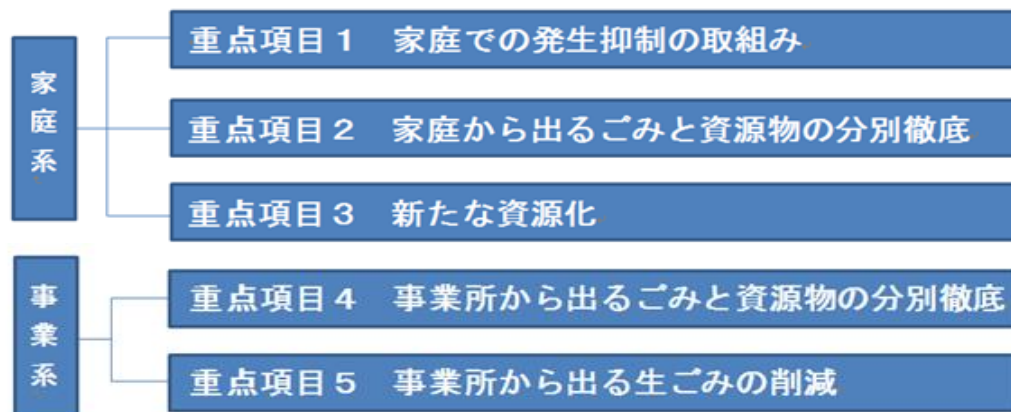 家庭系
重点項目１　家庭での発生抑制の取組み
重点項目２　家庭から出るごみと資源物の分別徹底
重点項目３　新たな資源化
事業系
重点項目４　事業所から出るごみと資源物の分別徹底
重点項目５　事業所から出る生ごみの削減